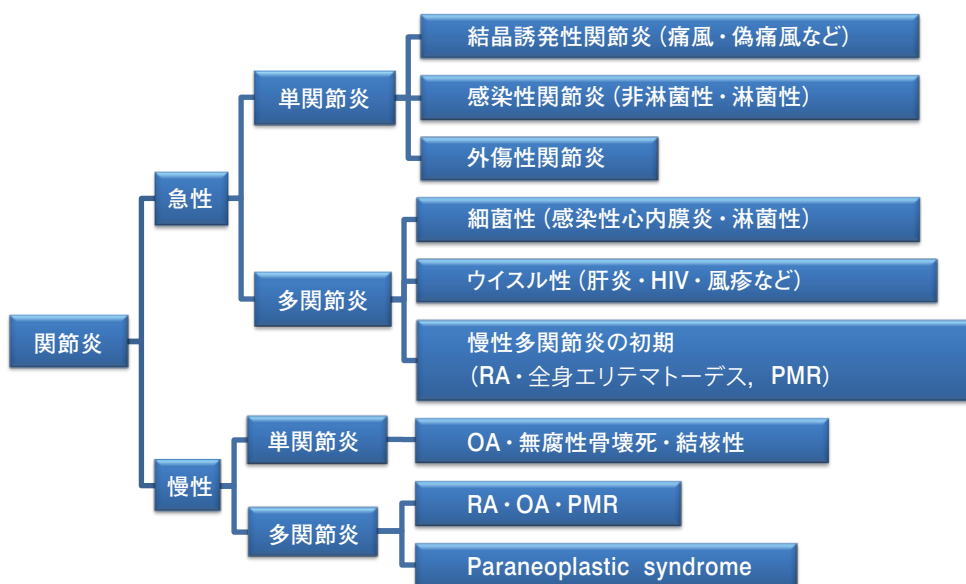 関節炎
急性
単関節炎
結晶誘発性関節炎（痛風・偽痛風など）
感染性関節炎（非淋菌性・淋菌性）
外傷性関節炎
多関節炎
細菌性（感染性心内膜炎・淋菌性）
ウイスル性（肝炎・HIV・風疹など）
慢性多関節炎の初期
（RA・全身エリテマトーデス，PMR）
慢性
単関節炎
OA・無腐性骨壊死・結核性
多関節炎
RA・OA・PMR
Paraneoplastic syndrome